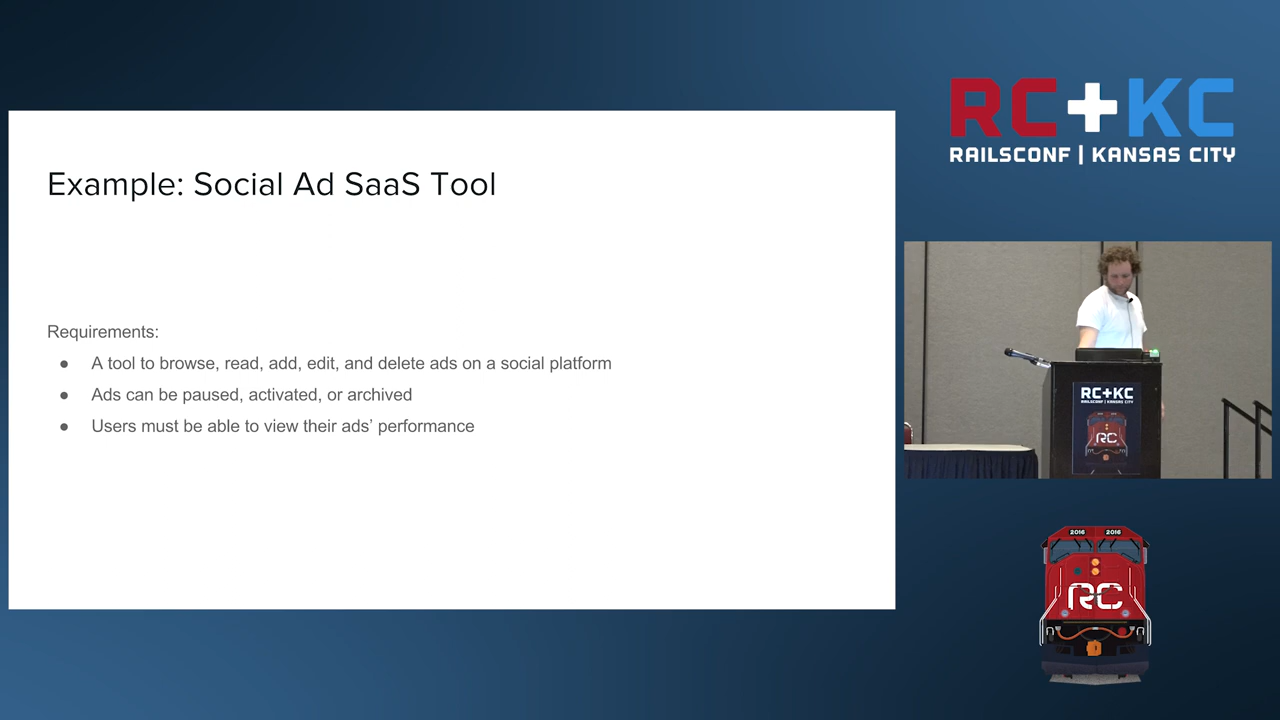 Example: Social Ad SaaS Tool
Requirements:
● A tool to browse, read, add, edit, and delete ads on a social platform
● Ads can be paused, activated, or archived
● Users must be able to view their ads’ performance
RC+KC
RAILSCONF | KANSAS CITY
RC+KC
RAILSCONF | KANSAS CITY
RC
2016 2016
RC